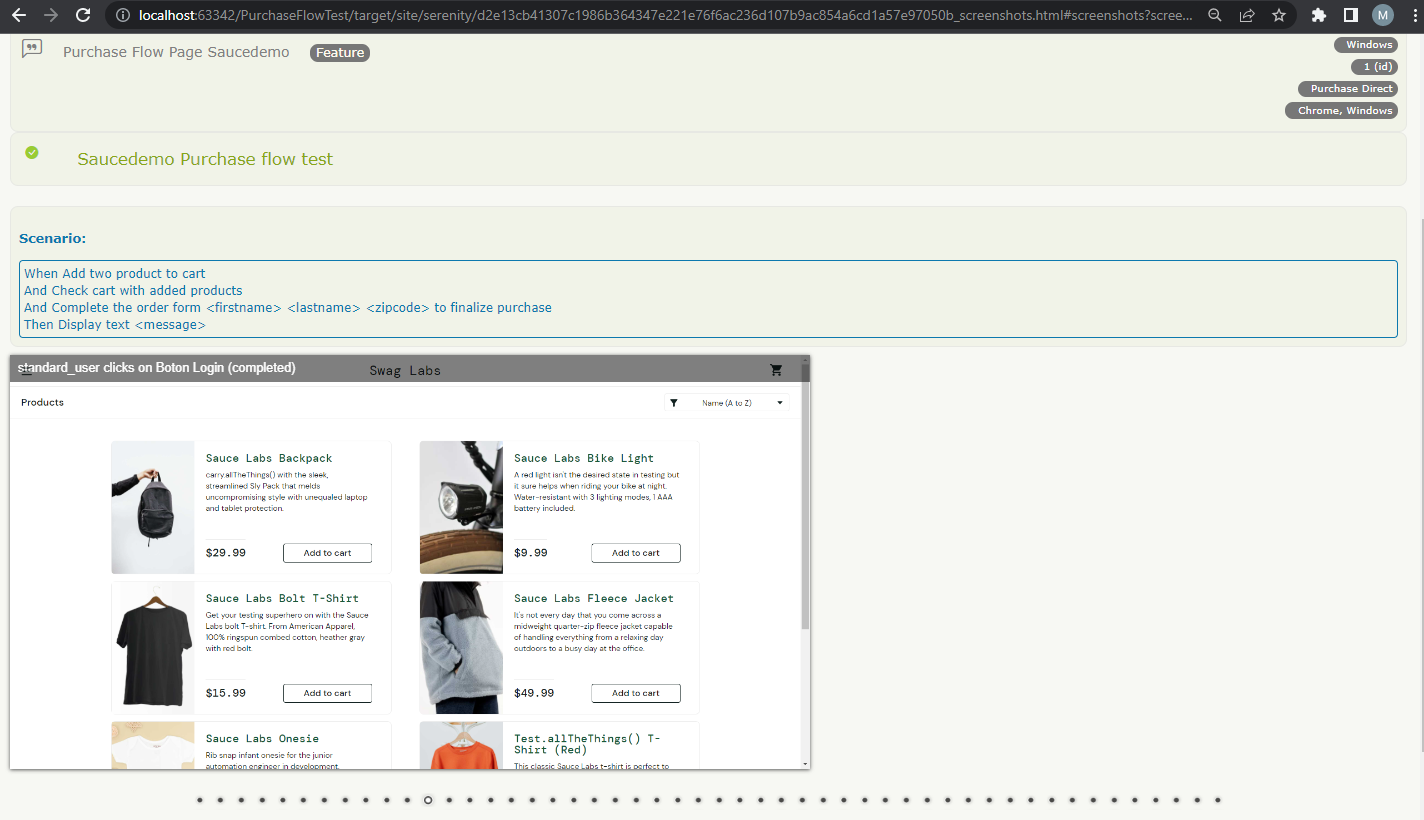 localhost:63342/PurchaseFlowTest/target/site/serenity/d2e13cb41307c1986b364347e221e76f6ac236d107b9ac854a6cd1a57e97050b_screenshots.html#screenshots?scree...
M
Purchase Flow Page Saucedemo
Feature
Windows
1 (id)
Purchase Direct
Chrome, Windows
Saucedemo Purchase flow test
Scenario:
When Add two product to cart
And Check cart with added products
And Complete the order form <firstname> <lastname> <zipcode> to finalize purchase
Then Display text <message>
standard_user clicks on Boton Login (completed)
Swag Labs
Products
Name (A to Z)
Sauce Labs Backpack
carry.allTheThings() with the sleek,
streamlined Sly Pack that melds
uncompromising style with unequaled laptop
and tablet protection.
$29.99
Add to cart
Sauce Labs Bike Light
A red light isn't the desired state in testing but
it sure helps when riding your bike at night.
Water-resistant with 3 lighting modes, 1 AAA
battery included.
$9.99
Add to cart
Sauce Labs Bolt T-Shirt
Get your testing superhero on with the Sauce
Labs bolt T-shirt. From American Apparel,
100% ringspun combed cotton, heather gray
with red bolt.
$15.99
Add to cart
Sauce Labs Fleece Jacket
It's not every day that you come across a
midweight quarter-zip fleece jacket capable
of handling everything from a relaxing day
outdoors to a busy day at the office.
$49.99
Add to cart
Sauce Labs Onesie
Rib snap infant onesie for the junior
automation engineer in development.
Test.allTheThings() T-
Shirt (Red)
This classic Sauce Labs t-shirt is perfect to